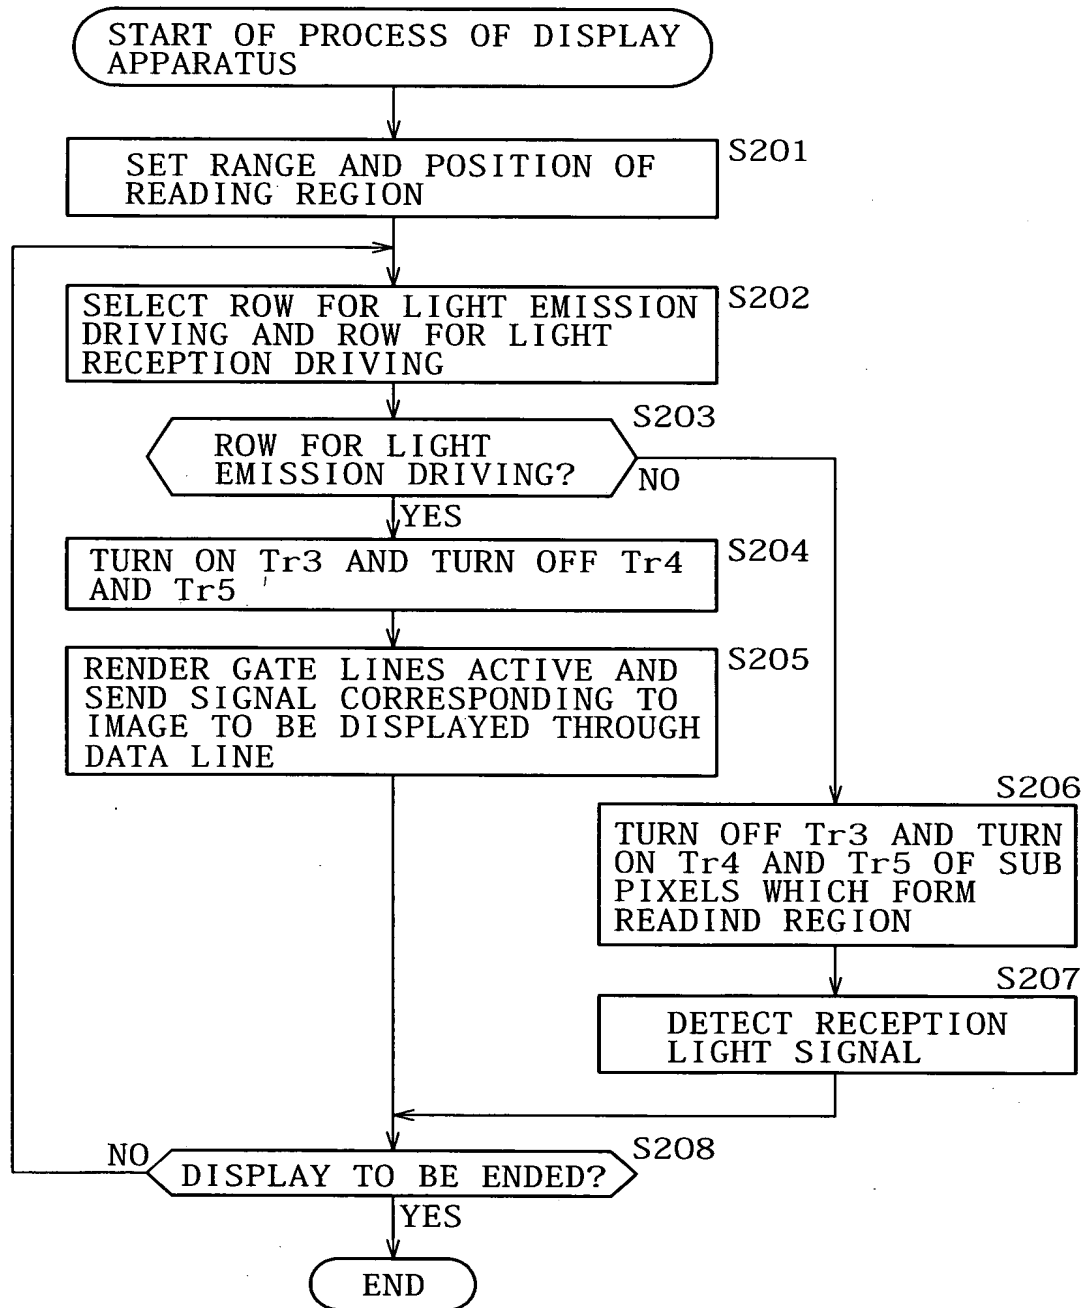 START OF PROCESS OF DISPLAY
APPARATUS
S201
SET RANGE AND POSITION OF
READING REGION
S202
SELECT ROW FOR LIGHT EMISSION
DRIVING AND ROW FOR LIGHT
RECEPTION DRIVING
S203
ROW FOR LIGHT
EMISSION DRIVING?
NO
YES
S204
TURN ON Tr3 AND TURN OFF Tr4
AND Tr5
S205
RENDER GATE LINES ACTIVE AND
SEND SIGNAL CORRESPONDING TO
IMAGE TO BE DISPLAYED THROUGH
DATA LINE
S206
TURN OFF Tr3 AND TURN
ON Tr4 AND Tr5 OF SUB
PIXELS WHICH FORM
READIND REGION
S207
DETECT RECEPTION
LIGHT SIGNAL
S208
NO
DISPLAY TO BE ENDED?
YES
END